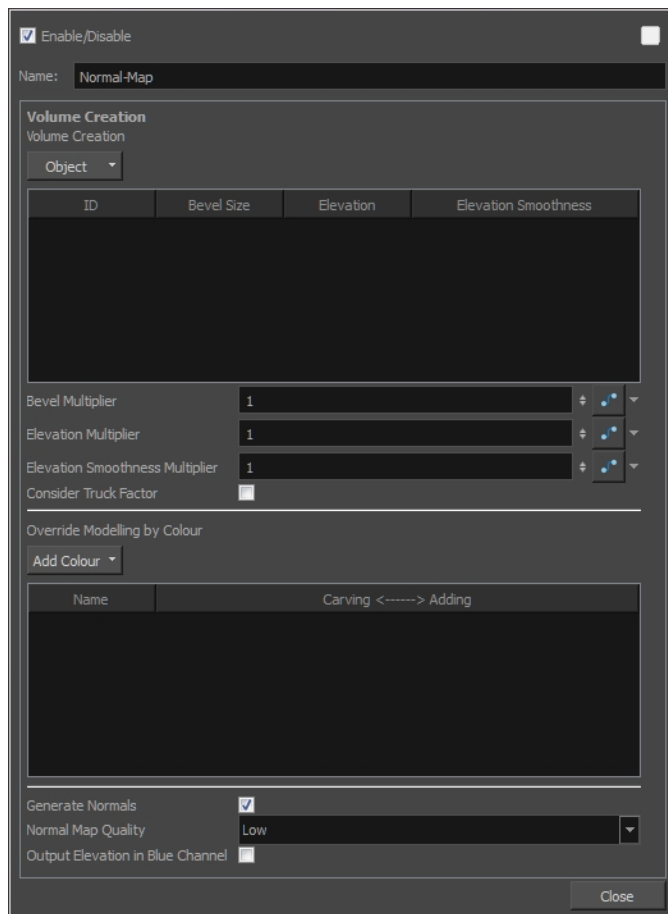 Enable/Disable
Name: Normal-Map
Volume Creation
Volume Creation
Object
ID Bevel Size Elevation Elevation Smoothness
Bevel Multiplier 1
Elevation Multiplier 1
Elevation Smoothness Multiplier 1
Consider Truck Factor
Override Modelling by Colour
Add Colour
Name Carving <------> Adding
Generate Normals
Normal Map Quality Low
Output Elevation in Blue Channel
Close